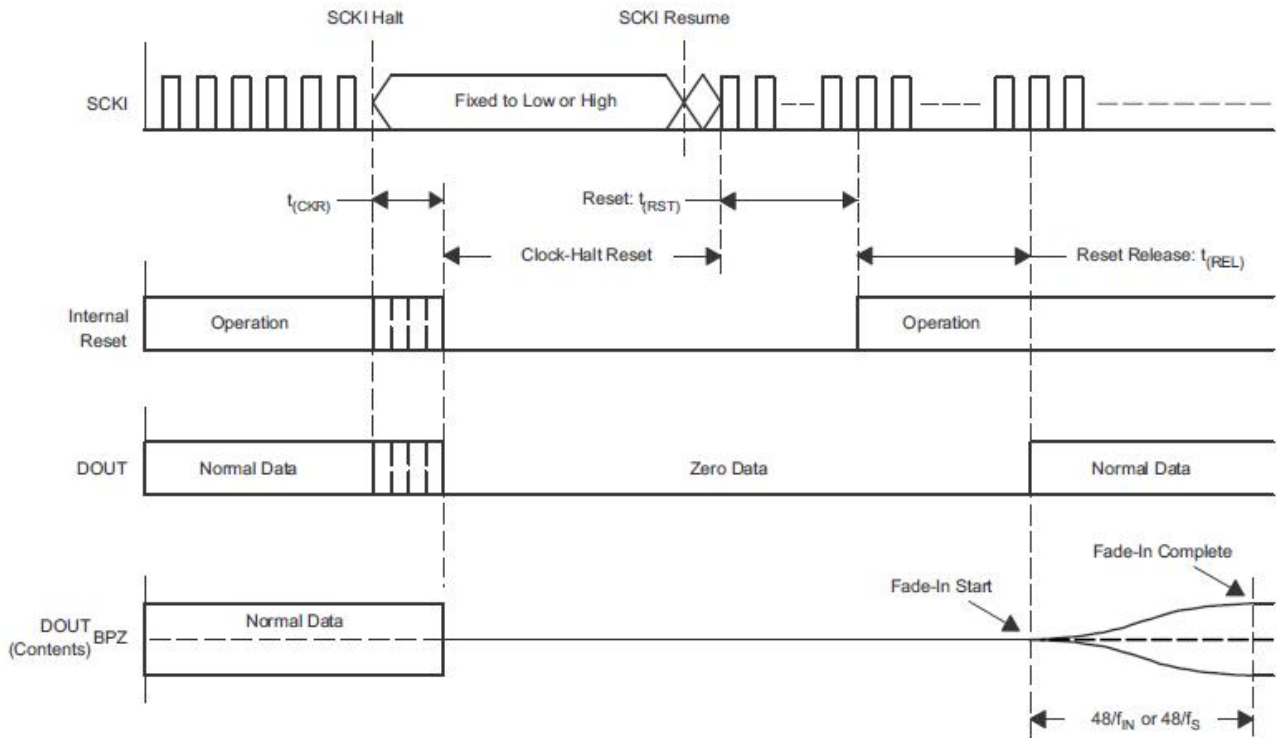 SCKI Halt
SCKI Resume
SCKI
Fixed to Low or High
t(CKR)
Reset: t(RST)
Clock-Halt Reset
Reset Release: t(REL)
Internal
Reset
Operation
Operation
DOUT
Normal Data
Zero Data
Normal Data
Fade-In Complete
Fade-In Start
DOUT
(Contents)
BPZ
Normal Data
48/fIN or 48/fS